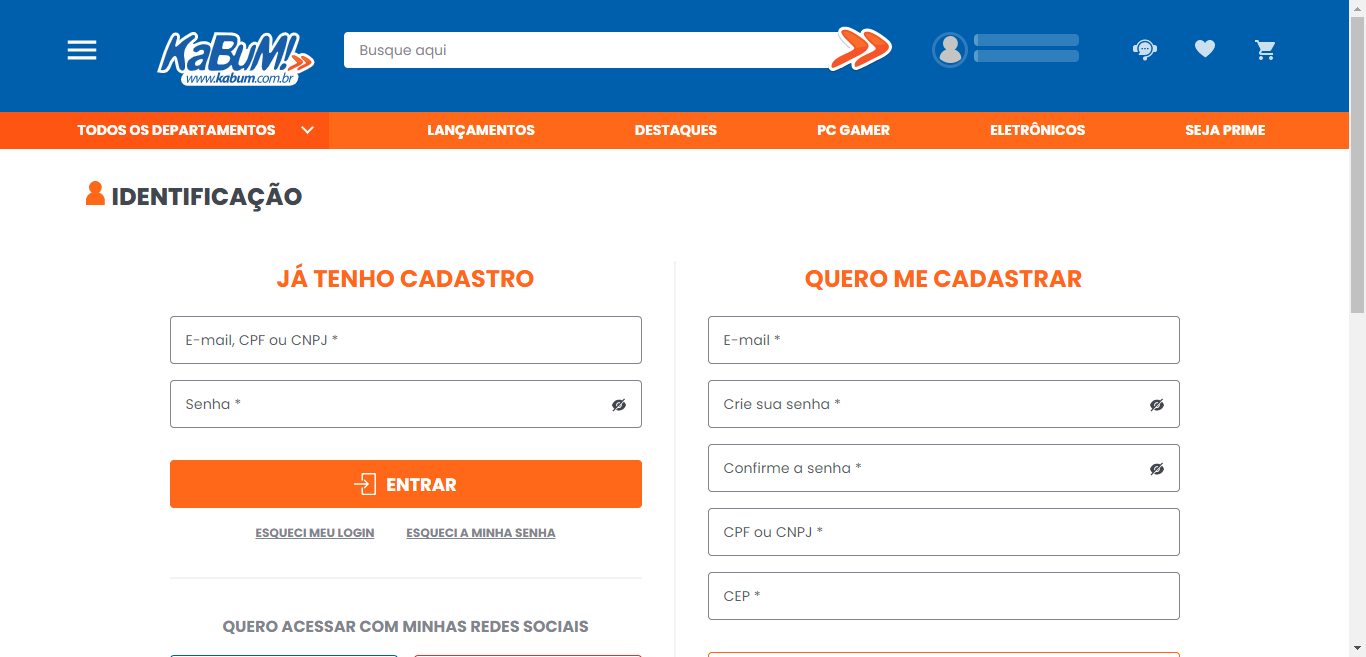 KaBuM!
www.kabum.com.br
Busque aqui
TODOS OS DEPARTAMENTOS
LANÇAMENTOS
DESTAQUES
PC GAMER
ELETRÔNICOS
SEJA PRIME
IDENTIFICAÇÃO
JÁ TENHO CADASTRO
E-mail, CPF ou CNPJ *
Senha *
ENTRAR
ESQUECI MEU LOGIN
ESQUECI A MINHA SENHA
QUERO ACESSAR COM MINHAS REDES SOCIAIS
QUERO ME CADASTRAR
E-mail *
Crie sua senha *
Confirme a senha *
CPF ou CNPJ *
CEP *